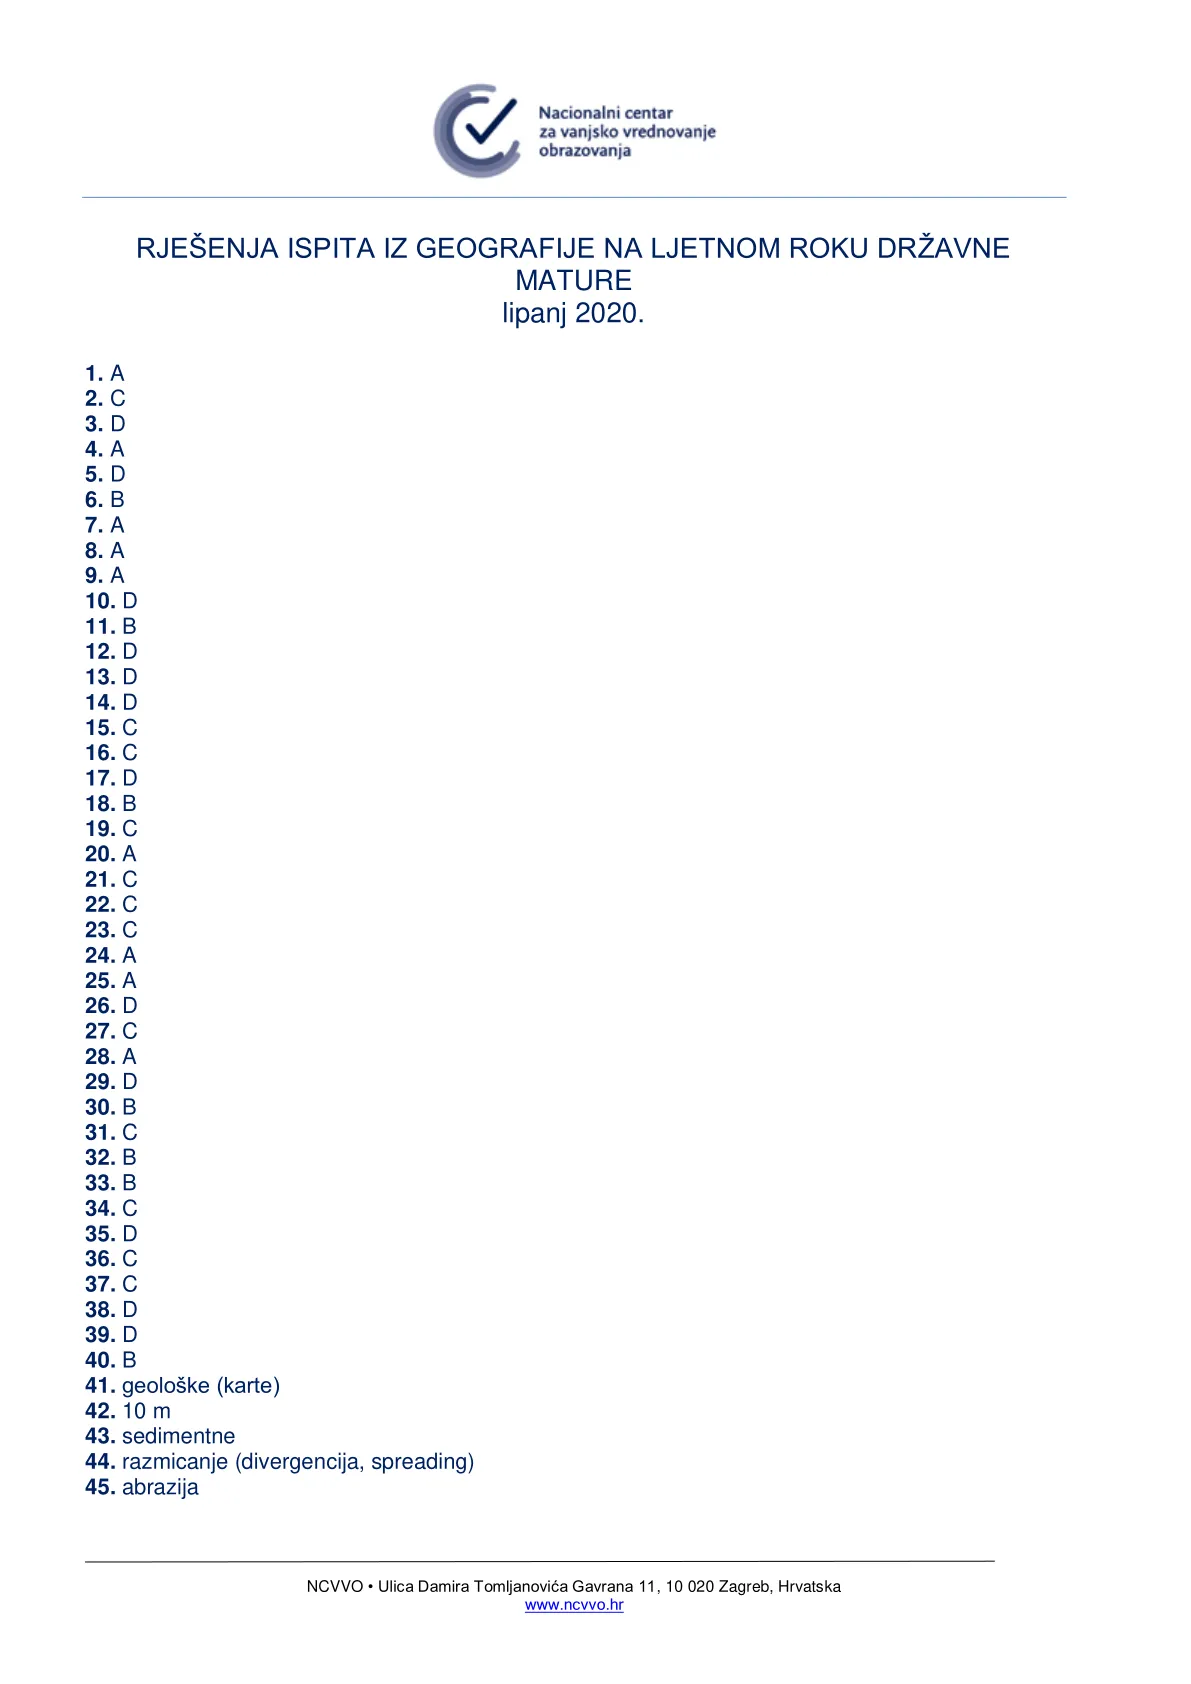 Nacionalni centar
za vanjsko vrednovanje
obrazovanja
RJEŠENJA ISPITA IZ GEOGRAFIJE NA LJETNOM ROKU DRŽAVNE
MATURE
lipanj 2020.
1. A
2. C
3. D
4. A
5. D
6. B
7. A
8. A
9. A
10. D
11. B
12. D
13. D
14. D
15. C
16. C
17. D
18. B
19. C
20. A
21. C
22. C
23. C
24. A
25. A
26. D
27. C
28. A
29. D
30. B
31. C
32. B
33. B
34. C
35. D
36. C
37. C
38. D
39. D
40. B
41. geološke (karte)
42. 10 m
43. sedimentne
44. razmicanje (divergencija, spreading)
45. abrazija
NCVVO • Ulica Damira Tomljanovića Gavrana 11, 10 020 Zagreb, Hrvatska
www.ncvvo.hr